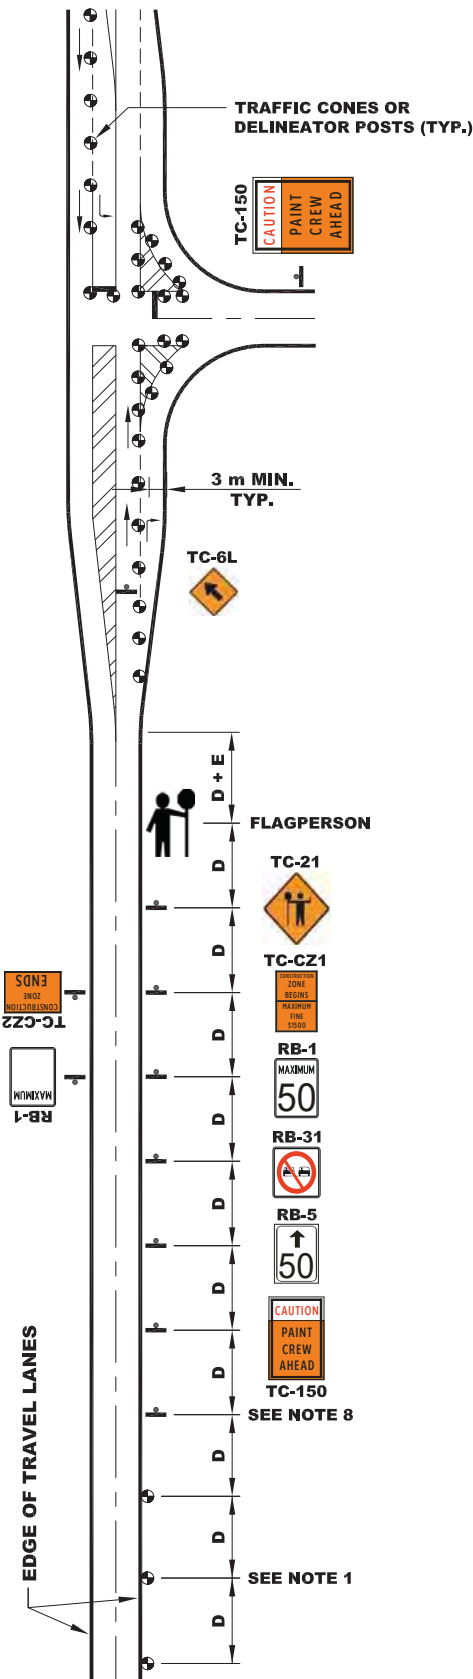 TRAFFIC CONES OR
DELINEATOR POSTS (TYP.)
TC-150
CAUTION
PAINT
CREW
AHEAD
3 m MIN.
TYP.
TC-6L
D + E
FLAGPERSON
D
TC-21
D
TC-CZ1
CONSTRUCTION
ZONE
BEGINS
MAXIMUM
FINE
$1500
CONSTRUCTION
ZONE
ENDS
TC-CZ2
D
RB-1
MAXIMUM
50
MAXIMUM
RB-1
D
RB-31
D
RB-5
50
D
CAUTION
PAINT
CREW
AHEAD
TC-150
D
SEE NOTE 8
D
EDGE OF TRAVEL LANES
D
SEE NOTE 1
D